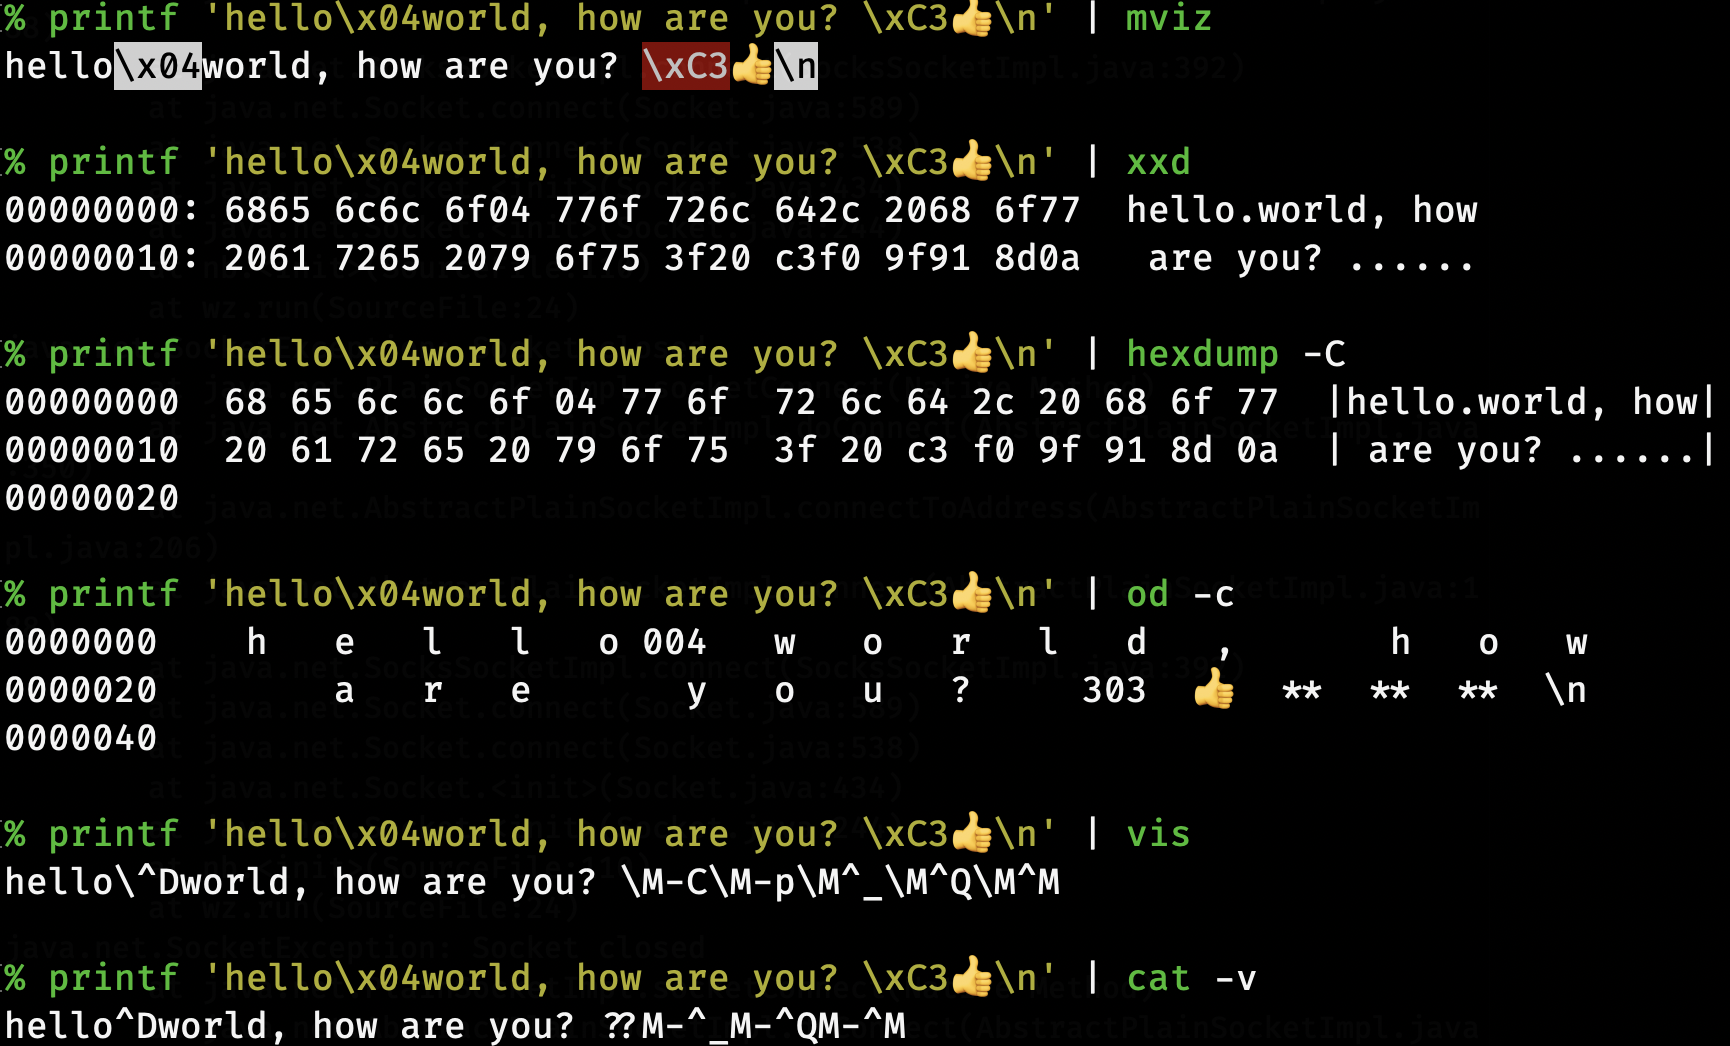 % printf 'hello\x04world, how are you? \xC3👍\n' | mviz
hello\x04world, how are you? \xC3👍\n
% printf 'hello\x04world, how are you? \xC3👍\n' | xxd
00000000: 6865 6c6c 6f04 776f 726c 642c 2068 6f77  hello.world, how
00000010: 2061 7265 2079 6f75 3f20 c3f0 9f91 8d0a   are you? ......
% printf 'hello\x04world, how are you? \xC3👍\n' | hexdump -C
00000000  68 65 6c 6c 6f 04 77 6f  72 6c 64 2c 20 68 6f 77  |hello.world, how|
00000010  20 61 72 65 20 79 6f 75  3f 20 c3 f0 9f 91 8d 0a  | are you? ......|
00000020
% printf 'hello\x04world, how are you? \xC3👍\n' | od -c
0000000    h   e   l   l   o 004   w   o   r   l   d   ,       h   o   w
0000020        a   r   e       y   o   u   ?     303  👍  **  **  **  \n
0000040
% printf 'hello\x04world, how are you? \xC3👍\n' | vis
hello\^Dworld, how are you? \M-C\M-p\M^_\M^Q\M^M
% printf 'hello\x04world, how are you? \xC3👍\n' | cat -v
hello^Dworld, how are you? ??M-^_M-^QM-^M